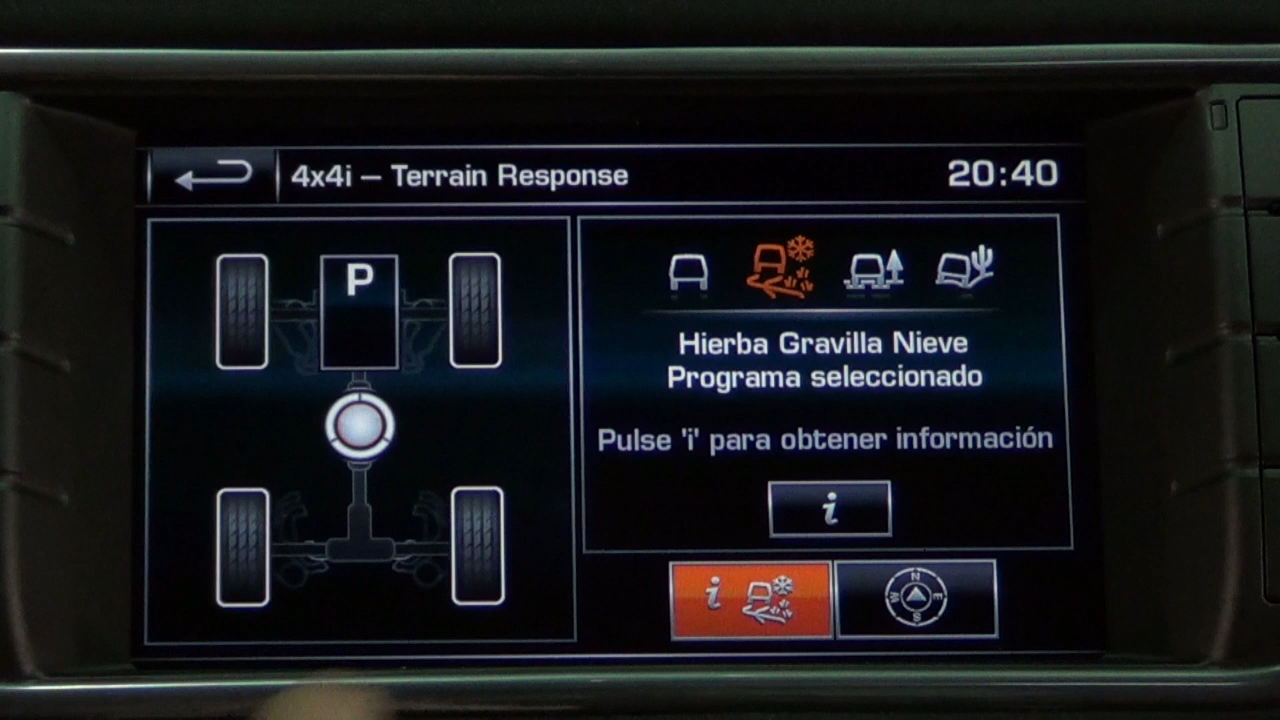 4x4i – Terrain Response
20:40
P
Hierba Gravilla Nieve
Programa seleccionado
Pulse 'i' para obtener información
i
i
N
W E
S